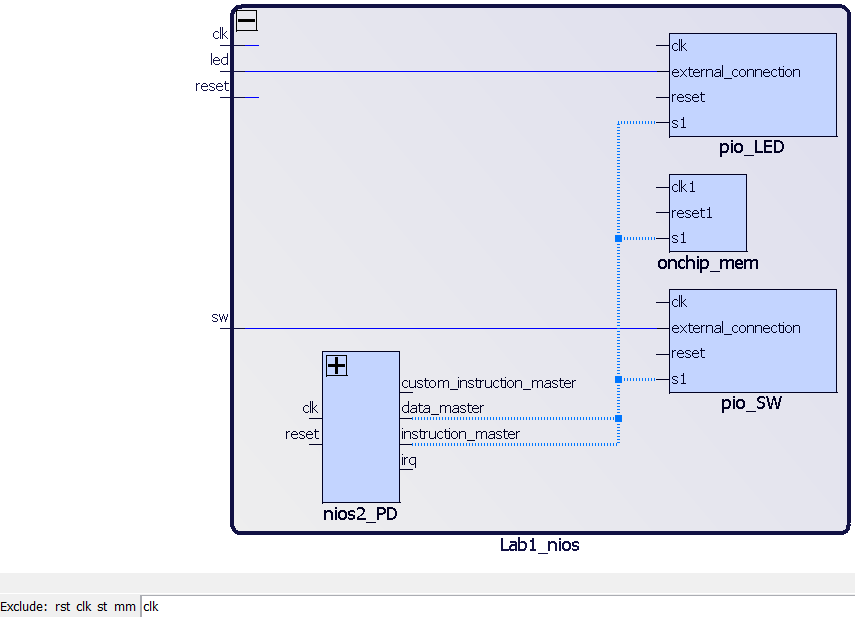 clk
led
reset
clk
external_connection
reset
s1
pio_LED
clk1
reset1
s1
onchip_mem
sw
clk
external_connection
reset
s1
pio_SW
custom_instruction_master
clk
data_master
reset
instruction_master
irq
nios2_PD
Lab1_nios
Exclude: rst clk st mm clk